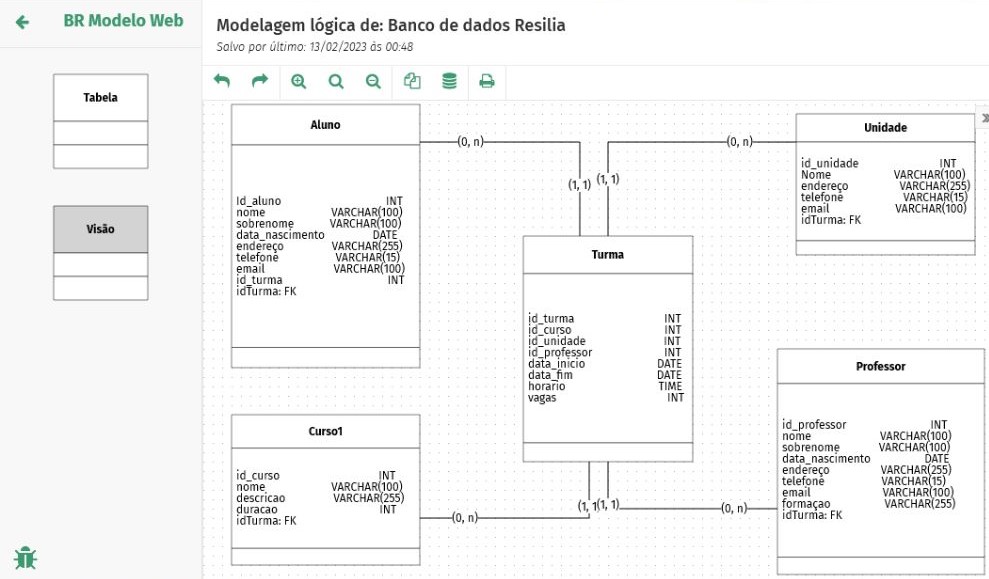 BR Modelo Web
Modelagem lógica de: Banco de dados Resilia
Salvo por último: 13/02/2023 às 00:48
Tabela
Visão
Aluno
Id_aluno INT
nome VARCHAR(100)
sobrenome VARCHAR(100)
data_nascimento DATE
endereço VARCHAR(255)
telefone VARCHAR(15)
email VARCHAR(100)
id_turma INT
idTurma: FK
(0, n)
(1, 1)
(1, 1)
(0, n)
Unidade
id_unidade INT
Nome VARCHAR(100)
endereço VARCHAR(255)
telefone VARCHAR(15)
email VARCHAR(100)
idTurma: FK
Turma
id_turma INT
id_curso INT
id_unidade INT
id_professor INT
data_inicio DATE
data_fim DATE
horario TIME
vagas INT
Curso1
id_curso INT
nome VARCHAR(100)
descricao VARCHAR(255)
duracao INT
idTurma: FK
(0, n)
(1, 1)
(1, 1)
(0, n)
Professor
id_professor INT
nome VARCHAR(100)
sobrenome VARCHAR(100)
data_nascimento DATE
endereço VARCHAR(255)
telefone VARCHAR(15)
email VARCHAR(100)
formaçao VARCHAR(255)
idTurma: FK